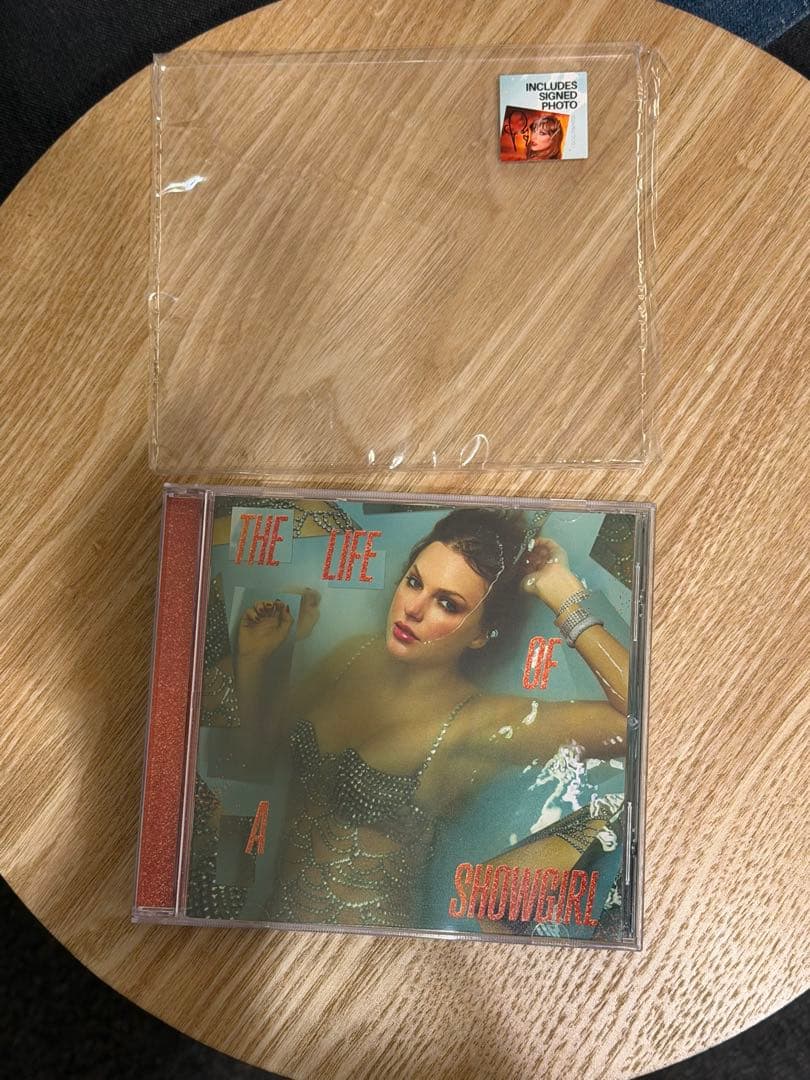 INCLUDES
SIGNED
PHOTO
THE LIFE
OF
A
SHOWGIRL